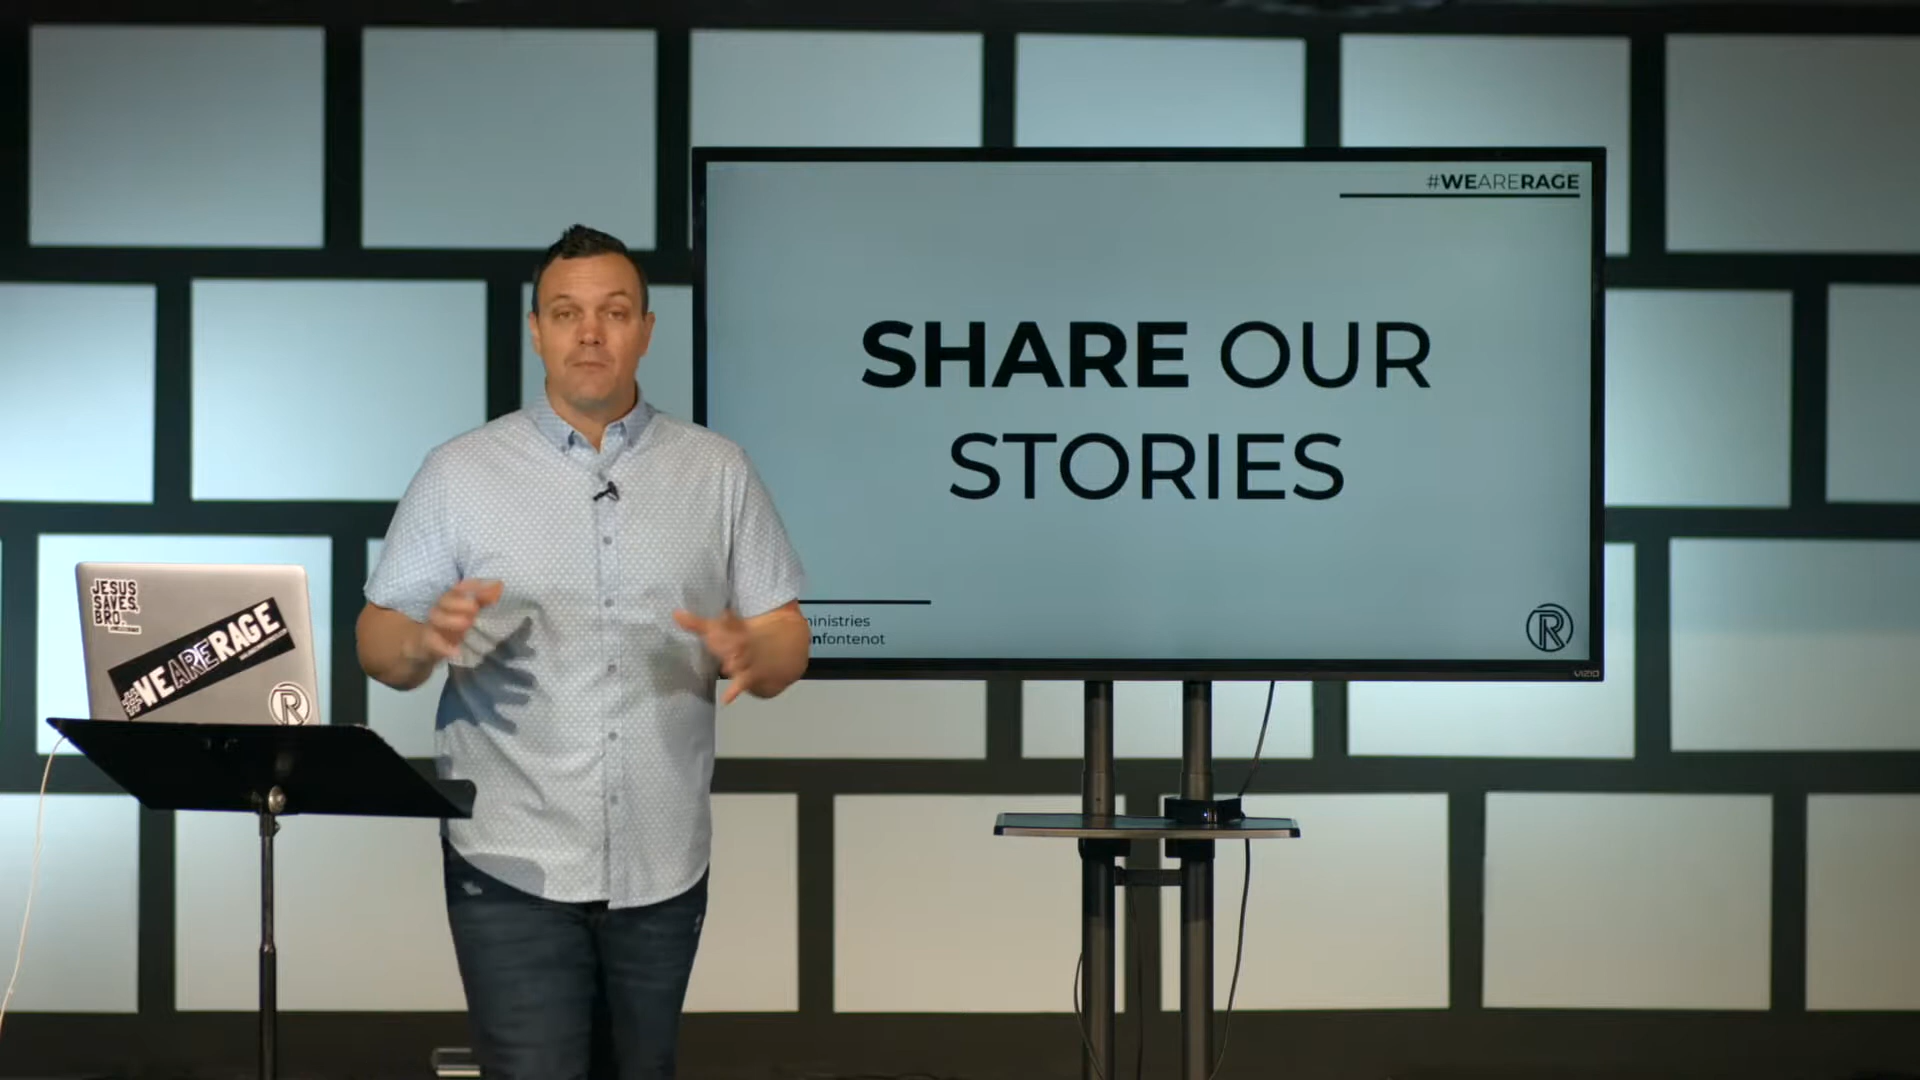 #WEARERAGE
SHARE OUR
STORIES
ministries
nfontenot
R
VIZIO
JESUS
SAVES,
BRO.
#WEARERAGE
R